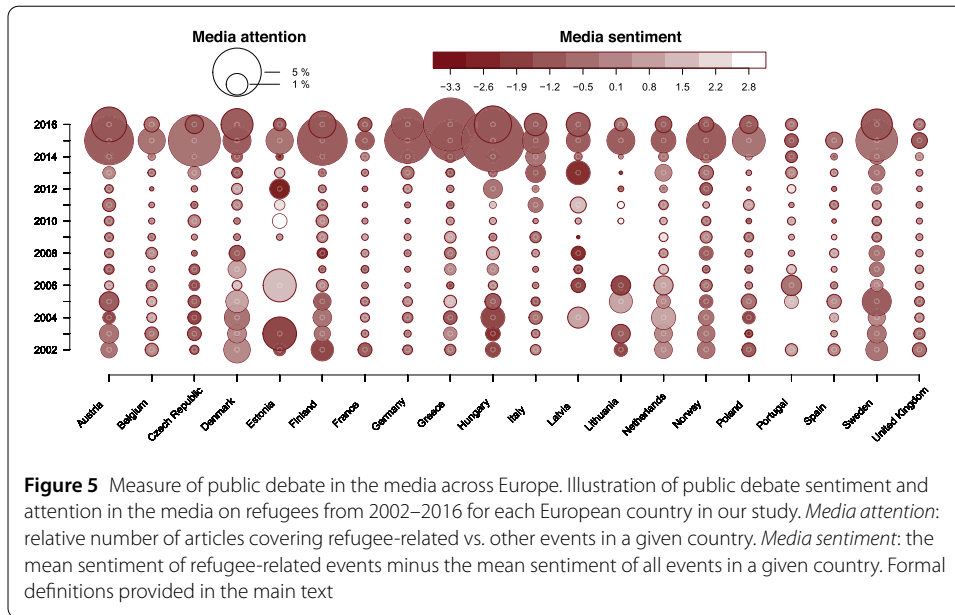 Media attention
Media sentiment
5 %
1 %
−3.3 −2.6 −1.9 −1.2 −0.5 0.1 0.8 1.5 2.2 2.8
2016
2014
2012
2010
2008
2006
2004
2002
Austria
Belgium
Czech Republic
Denmark
Estonia
Finland
France
Germany
Greece
Hungary
Italy
Latvia
Lithuania
Netherlands
Norway
Poland
Portugal
Spain
Sweden
United Kingdom
Figure 5 Measure of public debate in the media across Europe. Illustration of public debate sentiment and
attention in the media on refugees from 2002–2016 for each European country in our study. Media attention:
relative number of articles covering refugee-related vs. other events in a given country. Media sentiment: the
mean sentiment of refugee-related events minus the mean sentiment of all events in a given country. Formal
definitions provided in the main text